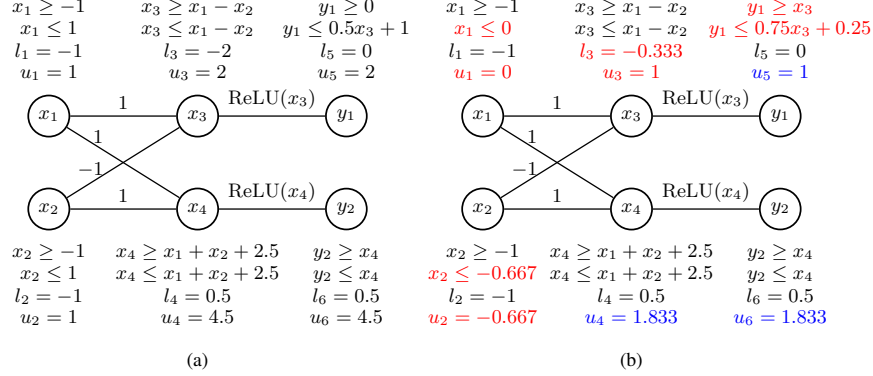 x₁ ≥ −1 x₃ ≥ x₁ − x₂ y₁ ≥ 0
x₁ ≤ 1 x₃ ≤ x₁ − x₂ y₁ ≤ 0.5x₃ + 1
l₁ = −1 l₃ = −2 l₅ = 0
u₁ = 1 u₃ = 2 u₅ = 2
x₁ 1 x₃ ReLU(x₃) y₁
1
−1
x₂ 1 x₄ ReLU(x₄) y₂
x₂ ≥ −1 x₄ ≥ x₁ + x₂ + 2.5 y₂ ≥ x₄
x₂ ≤ 1 x₄ ≤ x₁ + x₂ + 2.5 y₂ ≤ x₄
l₂ = −1 l₄ = 0.5 l₆ = 0.5
u₂ = 1 u₄ = 4.5 u₆ = 4.5
(a)
x₁ ≥ −1 x₃ ≥ x₁ − x₂ y₁ ≥ x₃
x₁ ≤ 0 x₃ ≤ x₁ − x₂ y₁ ≤ 0.75x₃ + 0.25
l₁ = −1 l₃ = −0.333 l₅ = 0
u₁ = 0 u₃ = 1 u₅ = 1
x₁ 1 x₃ ReLU(x₃) y₁
1
−1
x₂ 1 x₄ ReLU(x₄) y₂
x₂ ≥ −1 x₄ ≥ x₁ + x₂ + 2.5 y₂ ≥ x₄
x₂ ≤ −0.667 x₄ ≤ x₁ + x₂ + 2.5 y₂ ≤ x₄
l₂ = −1 l₄ = 0.5 l₆ = 0.5
u₂ = −0.667 u₄ = 1.833 u₆ = 1.833
(b)